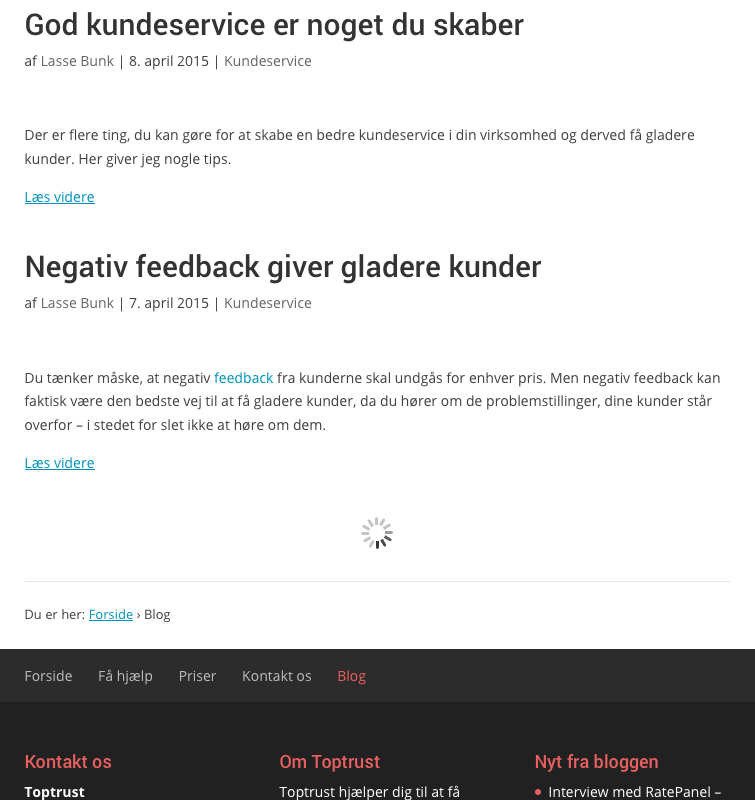 God kundeservice er noget du skaber
af Lasse Bunk | 8. april 2015 | Kundeservice
Der er flere ting, du kan gøre for at skabe en bedre kundeservice i din virksomhed og derved få gladere
kunder. Her giver jeg nogle tips.
Læs videre
Negativ feedback giver gladere kunder
af Lasse Bunk | 7. april 2015 | Kundeservice
Du tænker måske, at negativ feedback fra kunderne skal undgås for enhver pris. Men negativ feedback kan
faktisk være den bedste vej til at få gladere kunder, da du hører om de problemstillinger, dine kunder står
overfor – i stedet for slet ikke at høre om dem.
Læs videre
Du er her: Forside › Blog
Forside Få hjælp Priser Kontakt os Blog
Kontakt os Om Toptrust Nyt fra bloggen
Toptrust Toptrust hjælper dig til at få • Interview med RatePanel –